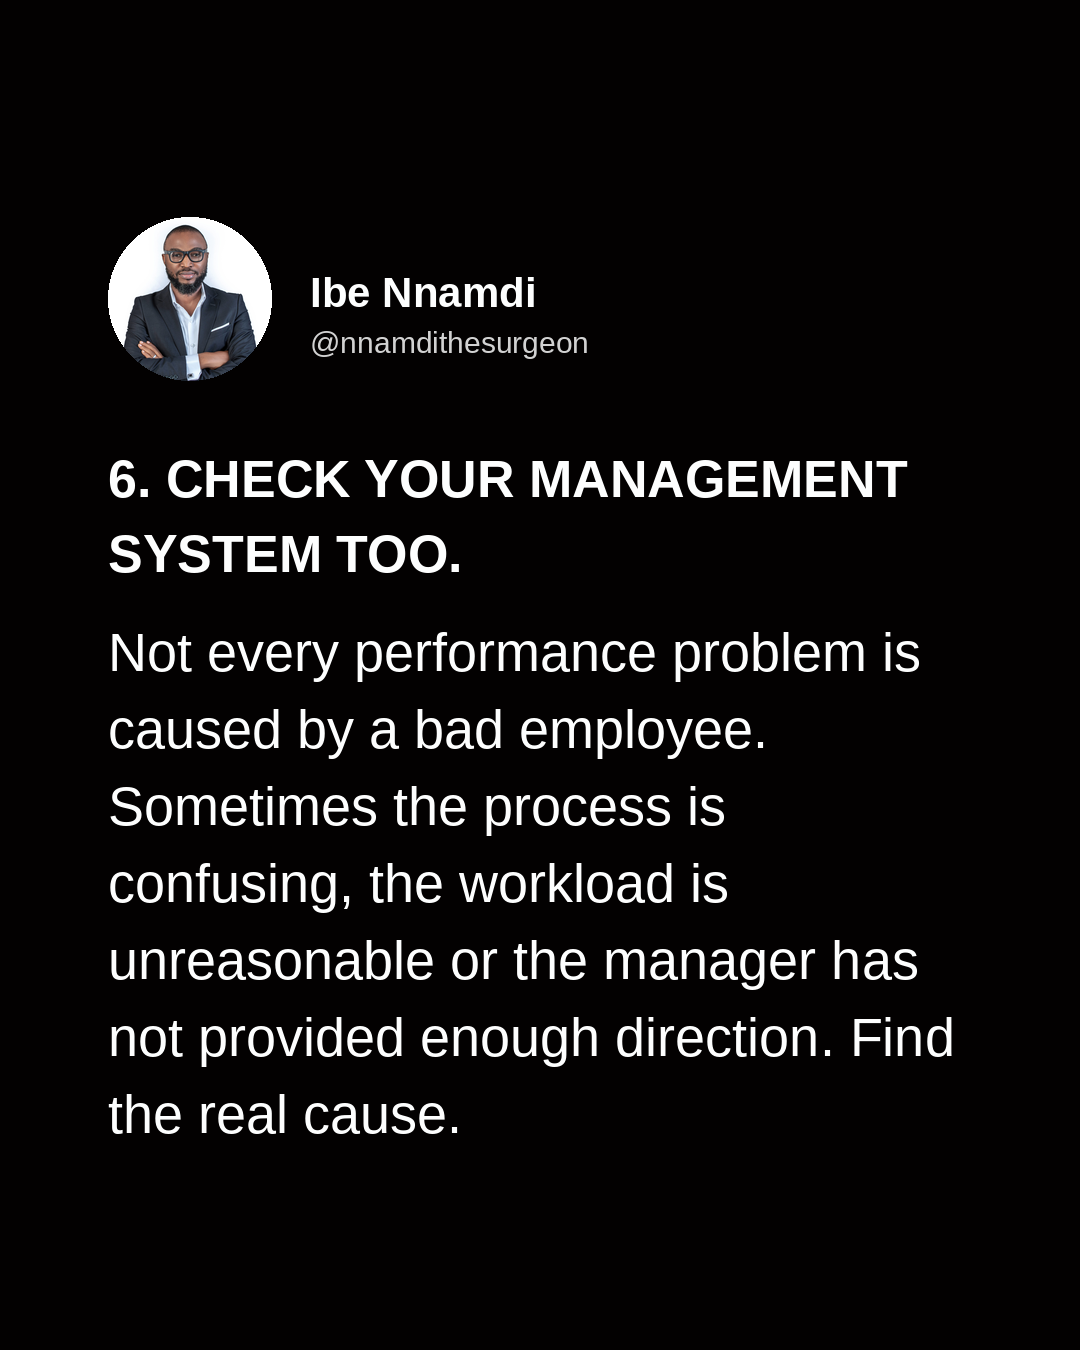 Ibe Nnamdi
@nnamdithesurgeon
6. CHECK YOUR MANAGEMENT
SYSTEM TOO.
Not every performance problem is
caused by a bad employee.
Sometimes the process is
confusing, the workload is
unreasonable or the manager has
not provided enough direction. Find
the real cause.